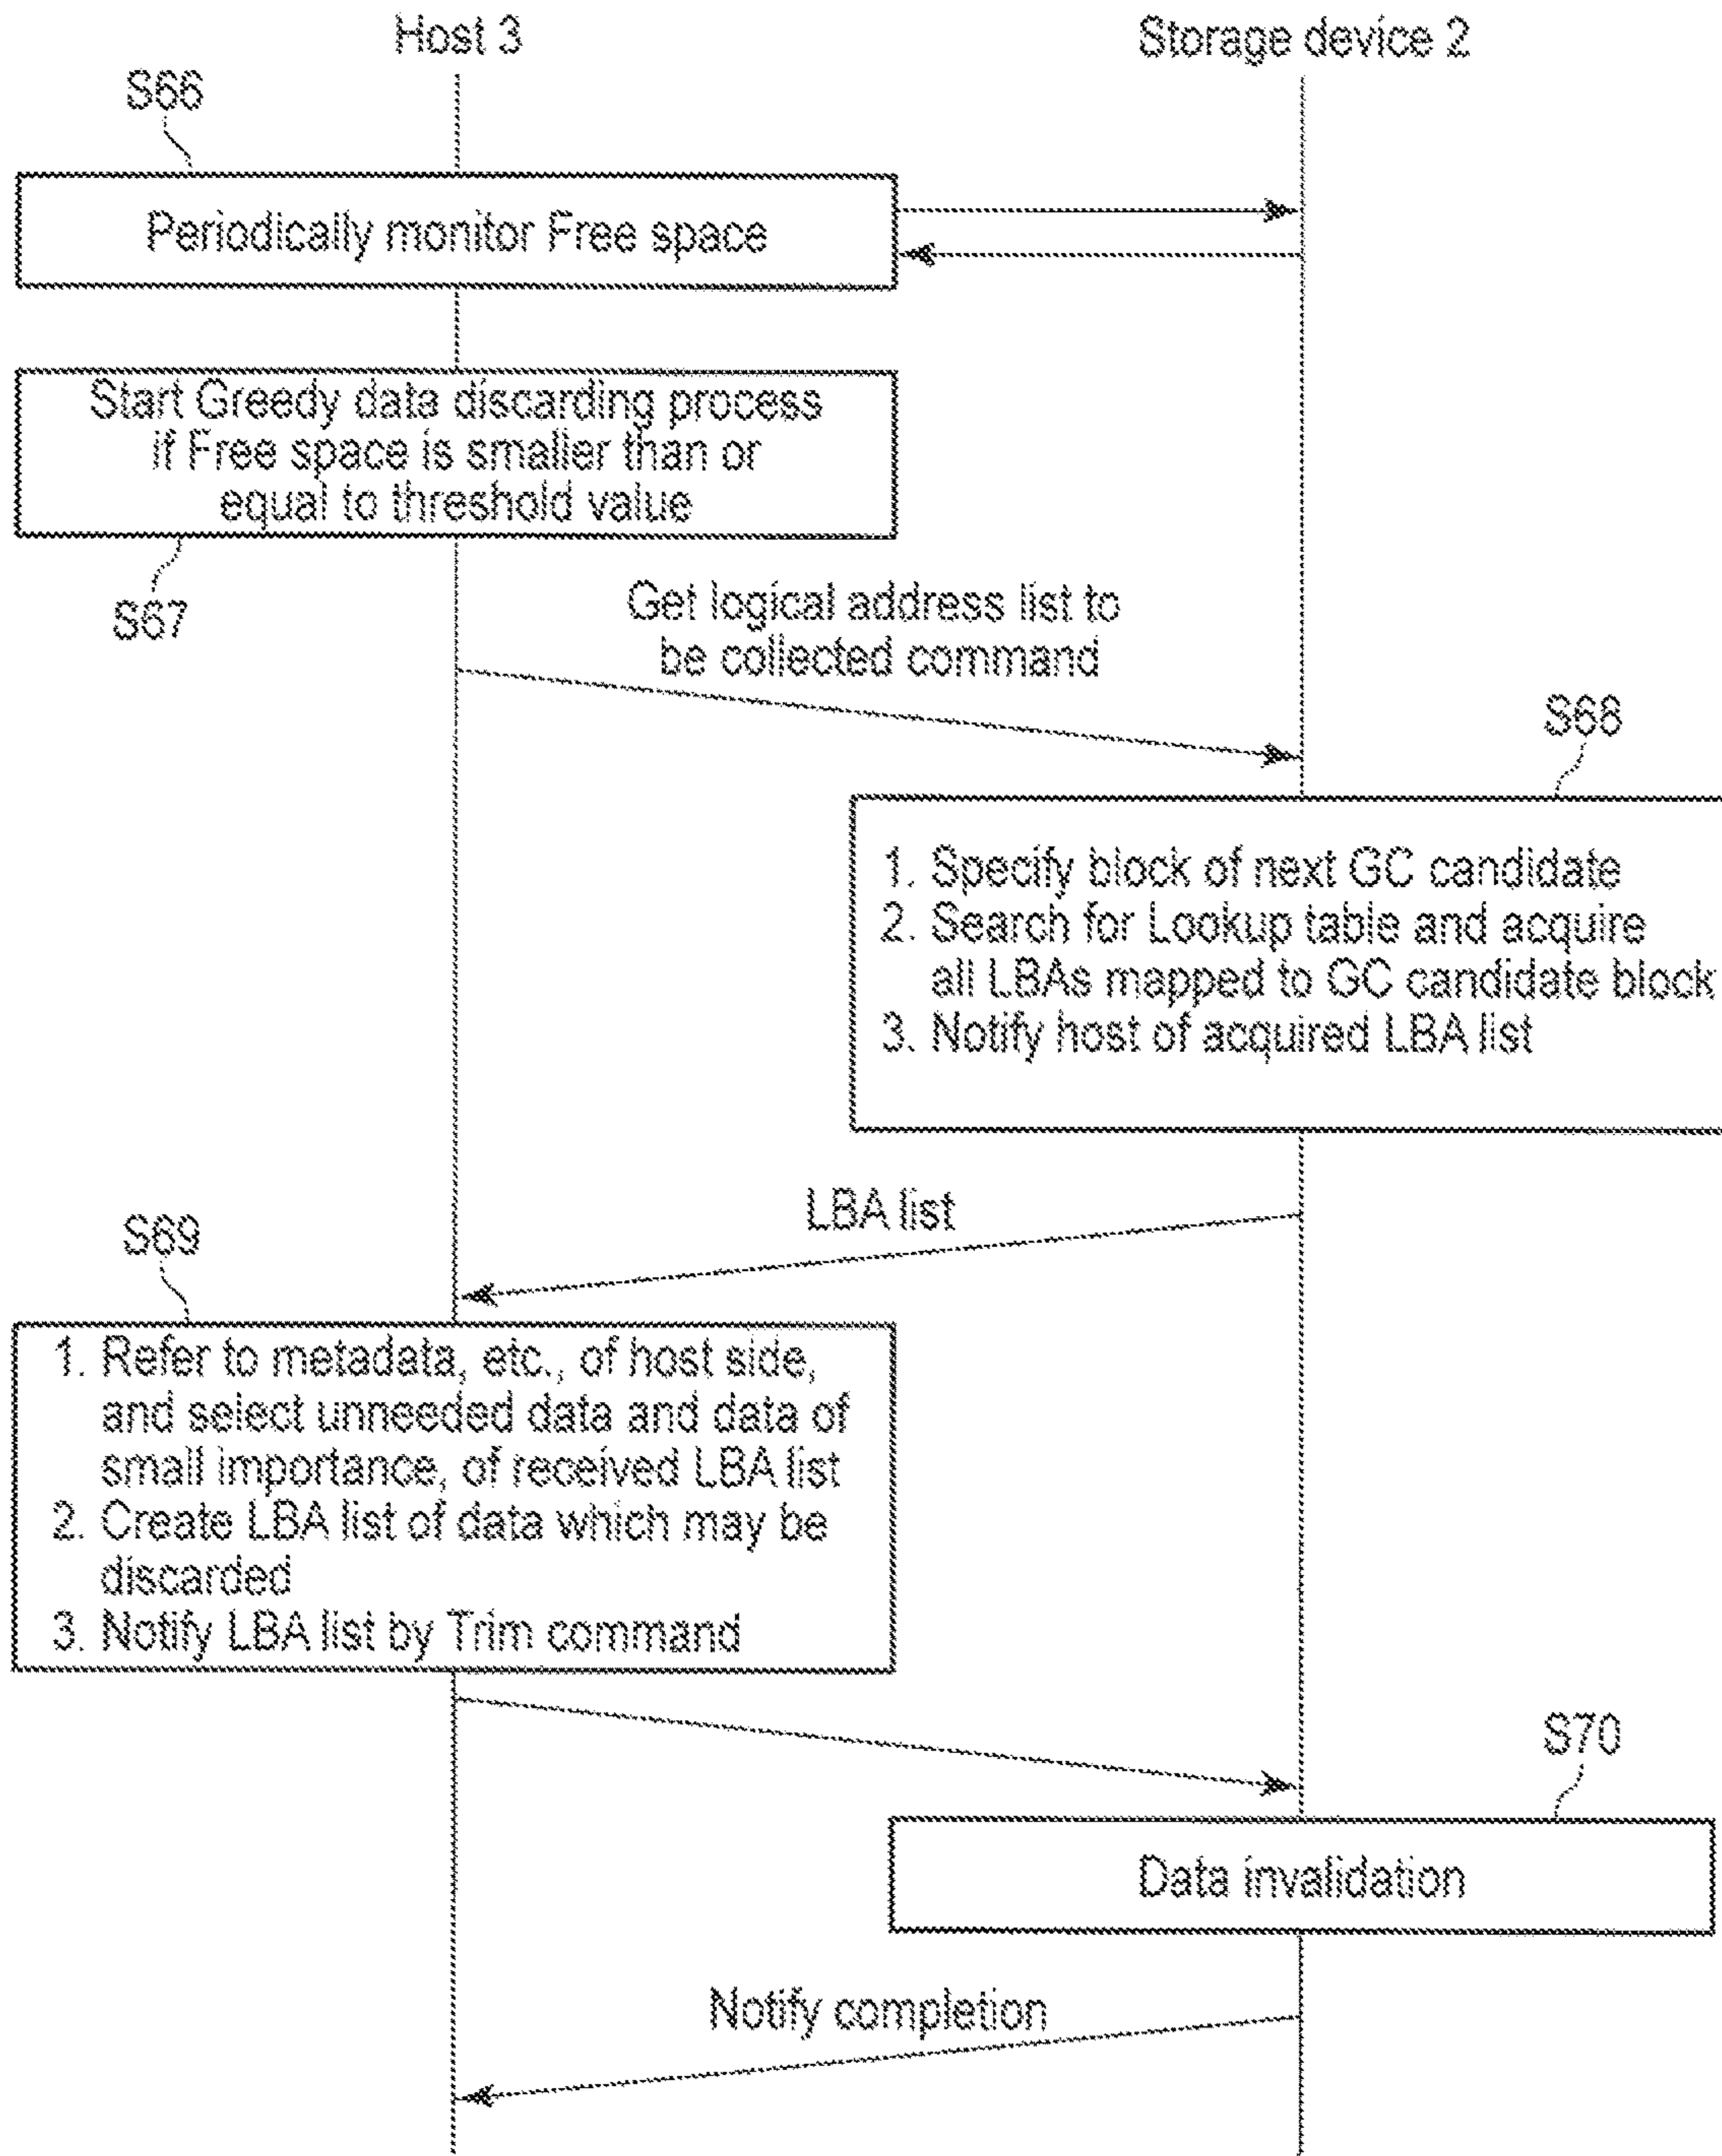 Host 3
Storage device 2
S66
Periodically monitor Free space
Start Greedy data discarding process
if Free space is smaller than or
equal to threshold value
S67
Get logical address list to
be collected command
S68
1. Specify block of next GC candidate
2. Search for Lookup table and acquire
all LBAs mapped to GC candidate block
3. Notify host of acquired LBA list
LBA list
S69
1. Refer to metadata, etc., of host side,
and select unneeded data and data of
small importance, of received LBA list
2. Create LBA list of data which may be
discarded
3. Notify LBA list by Trim command
S70
Data invalidation
Notify completion